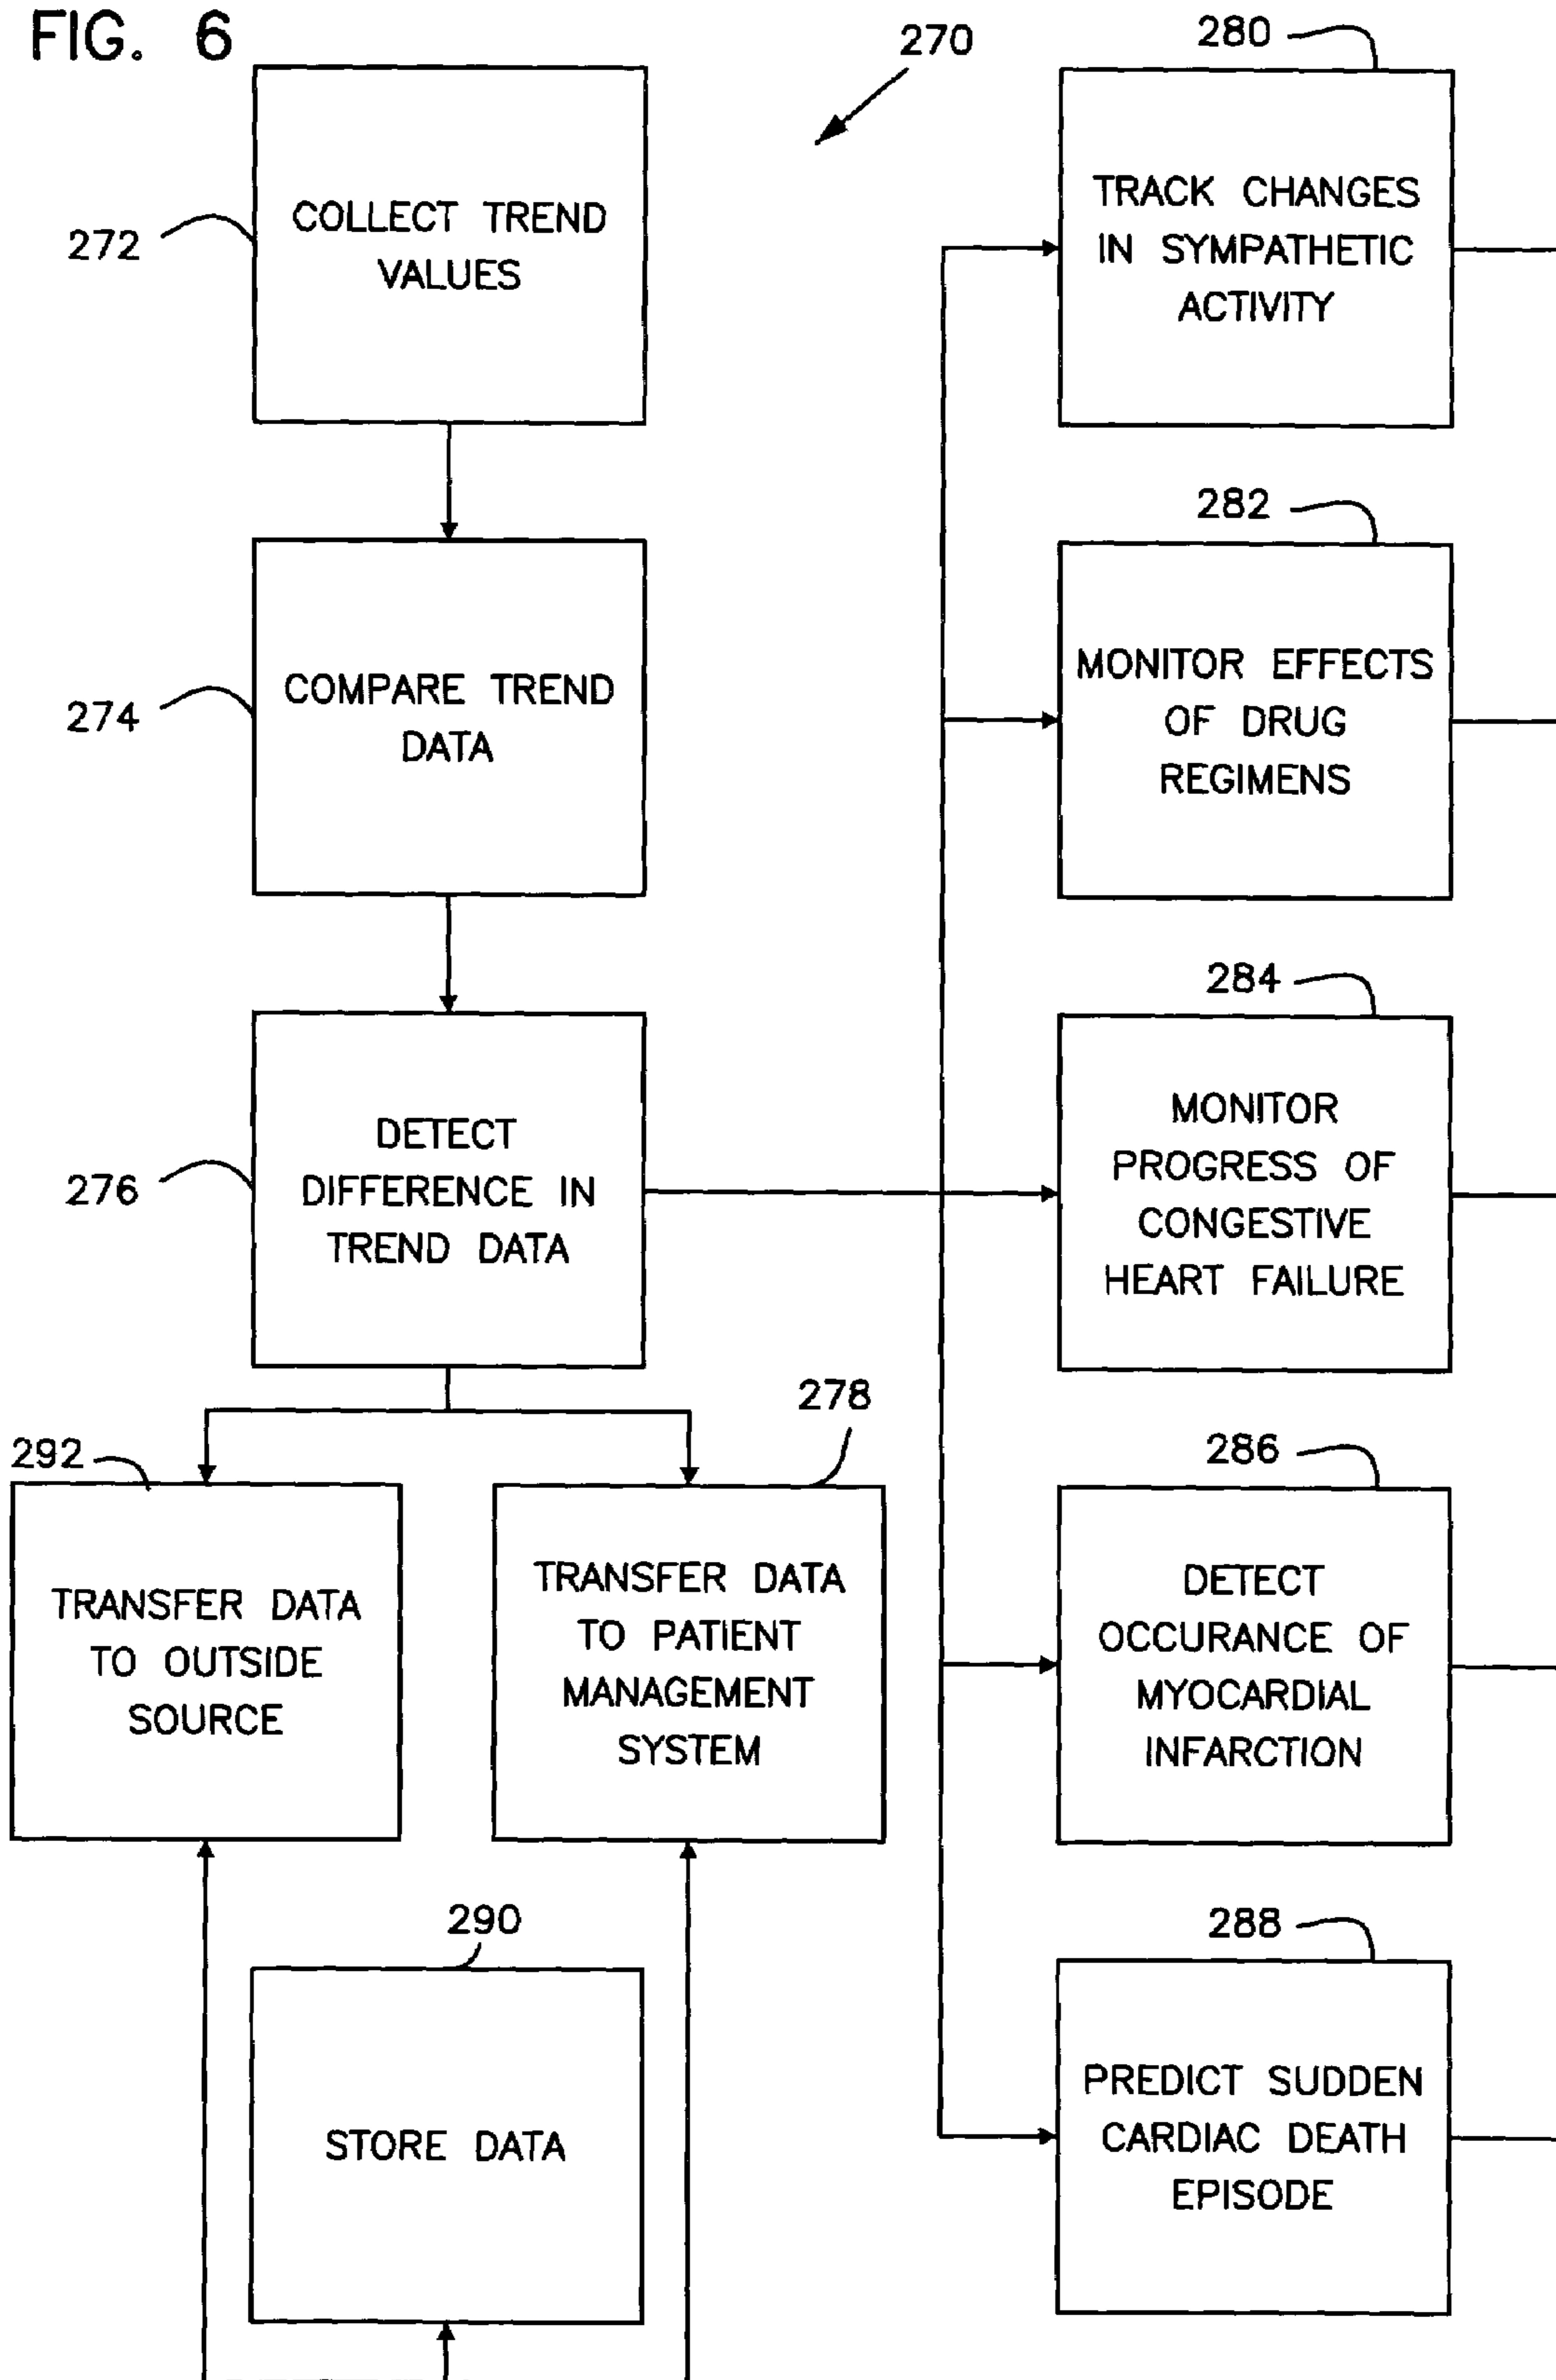 FIG. 6
270
272
COLLECT TREND
VALUES
274
COMPARE TREND
DATA
276
DETECT
DIFFERENCE IN
TREND DATA
292
TRANSFER DATA
TO OUTSIDE
SOURCE
278
TRANSFER DATA
TO PATIENT
MANAGEMENT
SYSTEM
290
STORE DATA
280
TRACK CHANGES
IN SYMPATHETIC
ACTIVITY
282
MONITOR EFFECTS
OF DRUG
REGIMENS
284
MONITOR
PROGRESS OF
CONGESTIVE
HEART FAILURE
286
DETECT
OCCURANCE OF
MYOCARDIAL
INFARCTION
288
PREDICT SUDDEN
CARDIAC DEATH
EPISODE